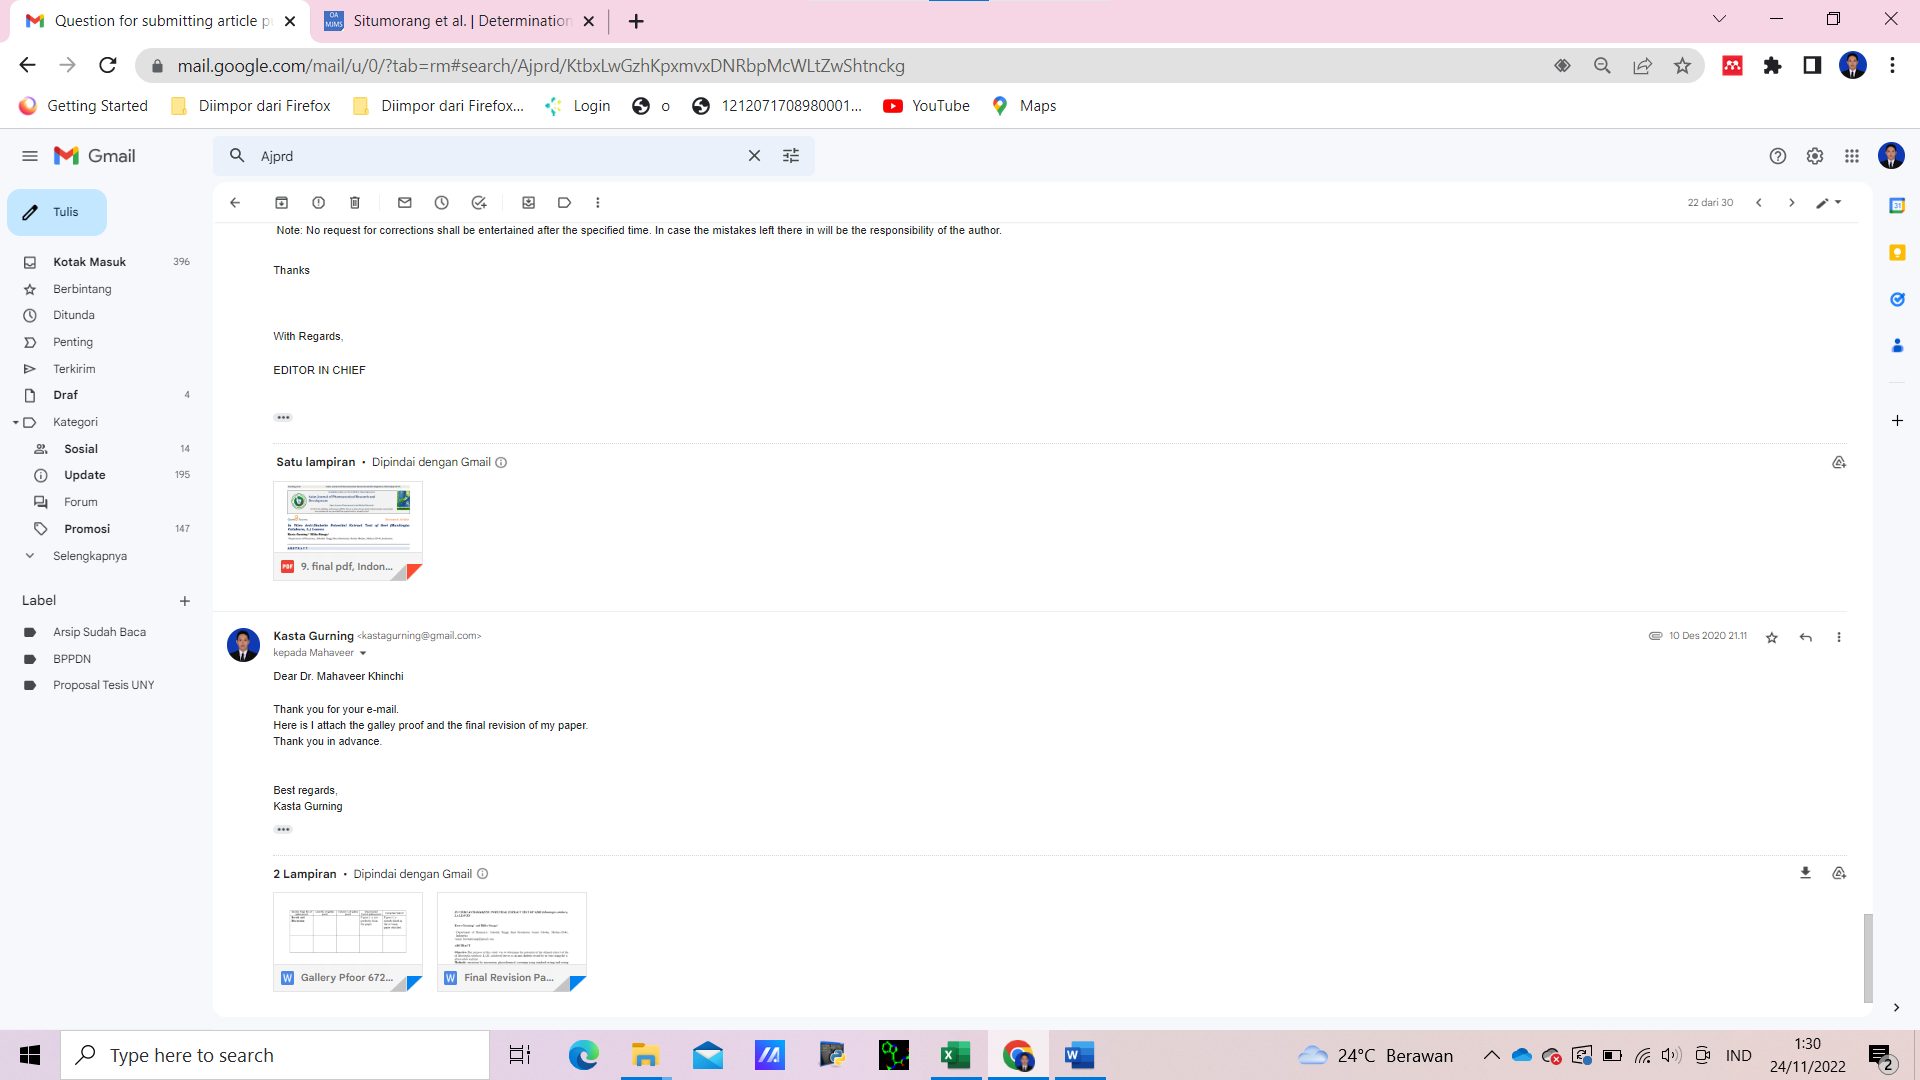 Question for submitting article p
Situmorang et al. | Determination
mail.google.com/mail/u/0/?tab=rm#search/Ajprd/KtbxLwGzhKpxmvxDNRbpMcWLtZwShtnckg
Getting Started
Diimpor dari Firefox
Diimpor dari Firefox...
Login
o
1212071708980001...
YouTube
Maps
Gmail
Ajprd
Tulis
22 dari 30
Kotak Masuk 396
Berbintang
Ditunda
Penting
Terkirim
Draf 4
Kategori
Sosial 14
Update 195
Forum
Promosi 147
Selengkapnya
Label
Arsip Sudah Baca
BPPDN
Proposal Tesis UNY
Note: No request for corrections shall be entertained after the specified time. In case the mistakes left there in will be the responsibility of the author.
Thanks
With Regards,
EDITOR IN CHIEF
Satu lampiran • Dipindai dengan Gmail
PDF 9. final pdf, Indon...
Kasta Gurning <kastagurning@gmail.com>
10 Des 2020 21.11
kepada Mahaveer
Dear Dr. Mahaveer Khinchi
Thank you for your e-mail.
Here is I attach the galley proof and the final revision of my paper.
Thank you in advance.
Best regards,
Kasta Gurning
2 Lampiran • Dipindai dengan Gmail
W Gallery Pfoor 672...
W Final Revision Pa...
Type here to search
24°C Berawan
IND
1:30
24/11/2022
2